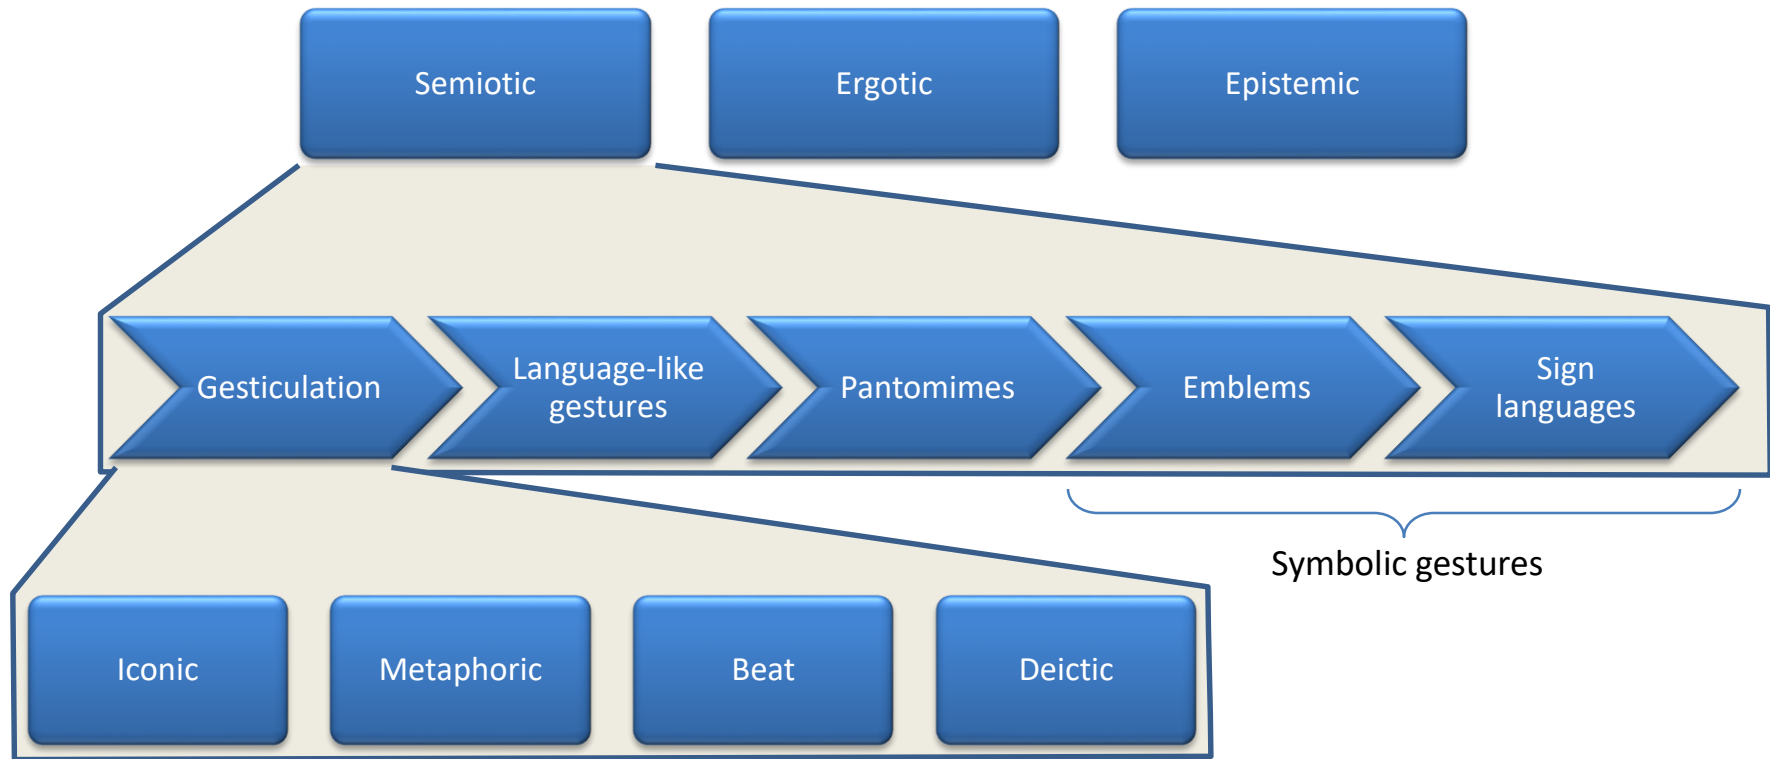 Semiotic
Ergotic
Epistemic
Gesticulation
Language-like
gestures
Pantomimes
Emblems
Sign
languages
Symbolic gestures
Iconic
Metaphoric
Beat
Deictic